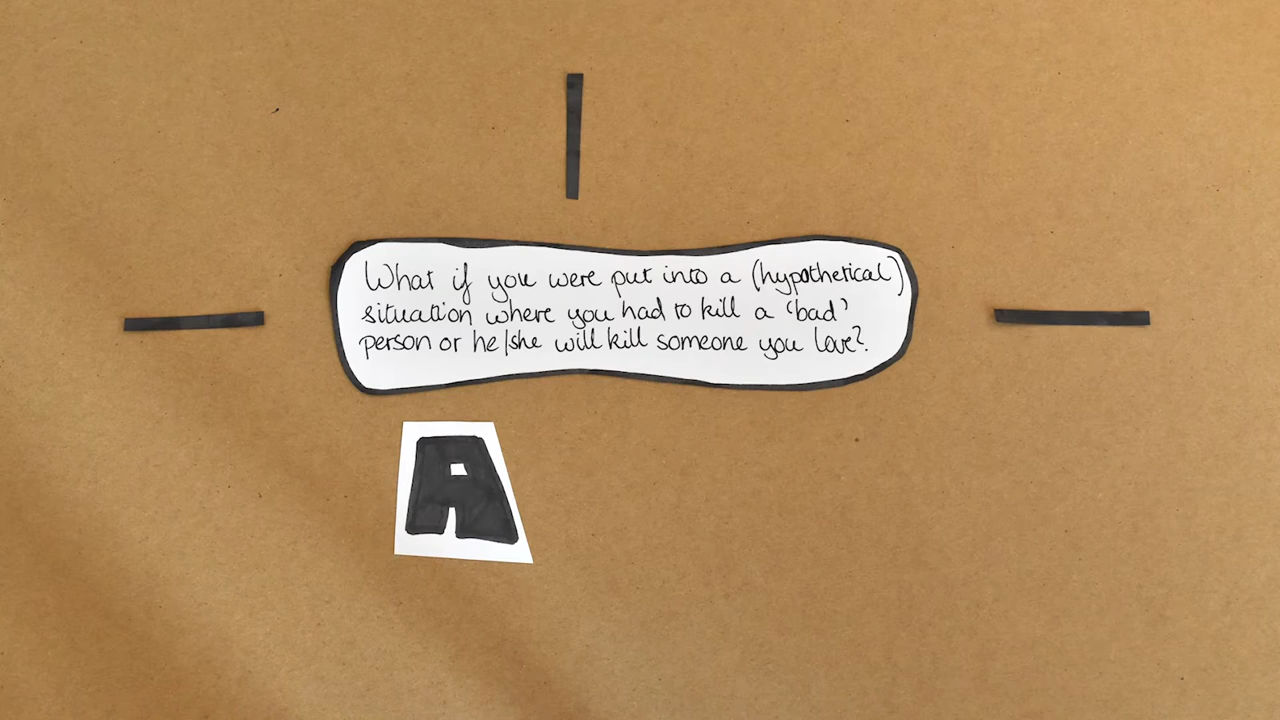 What if you were put into a (hypothetical)
situation where you had to kill a 'bad'
person or he/she will kill someone you love?
A